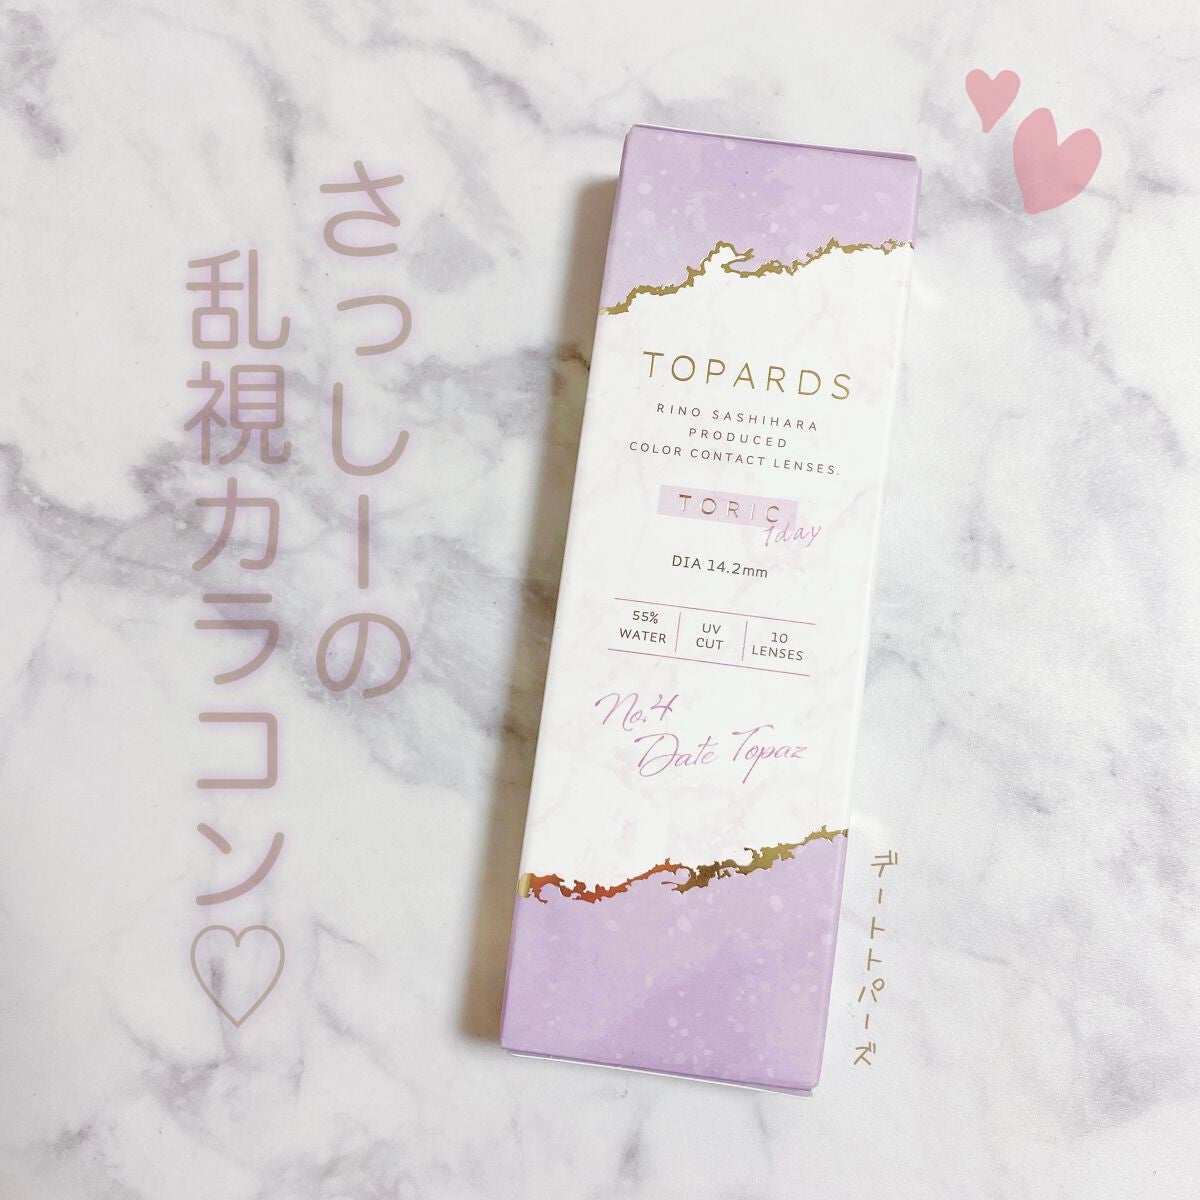 さっしーの
乱視カラコン♡
TOPARDS
RINO SASHIHARA
PRODUCED
COLOR CONTACT LENSES.
TORIC
1day
DIA 14.2mm
55%
WATER
UV
CUT
10
LENSES
No.4
Date Topaz
デートトパーズ